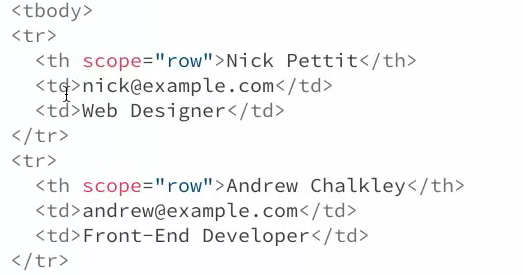 <tbody>
<tr>
<th scope="row">Nick Pettit</th>
<td>nick@example.com</td>
<td>Web Designer</td>
</tr>
<tr>
<th scope="row">Andrew Chalkley</th>
<td>andrew@example.com</td>
<td>Front-End Developer</td>
</tr>